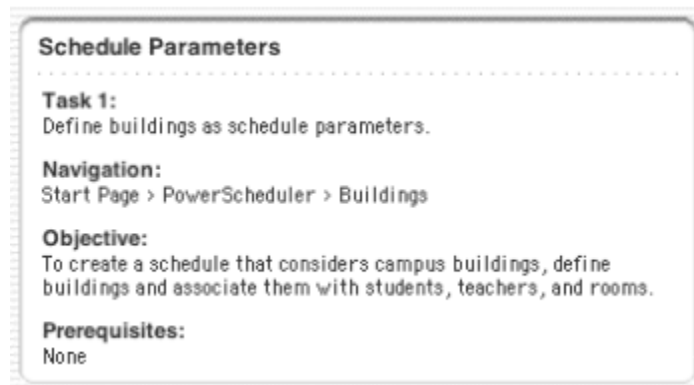 Schedule Parameters
Task 1:
Define buildings as schedule parameters.
Navigation:
Start Page > PowerScheduler > Buildings
Objective:
To create a schedule that considers campus buildings, define
buildings and associate them with students, teachers, and rooms.
Prerequisites:
None